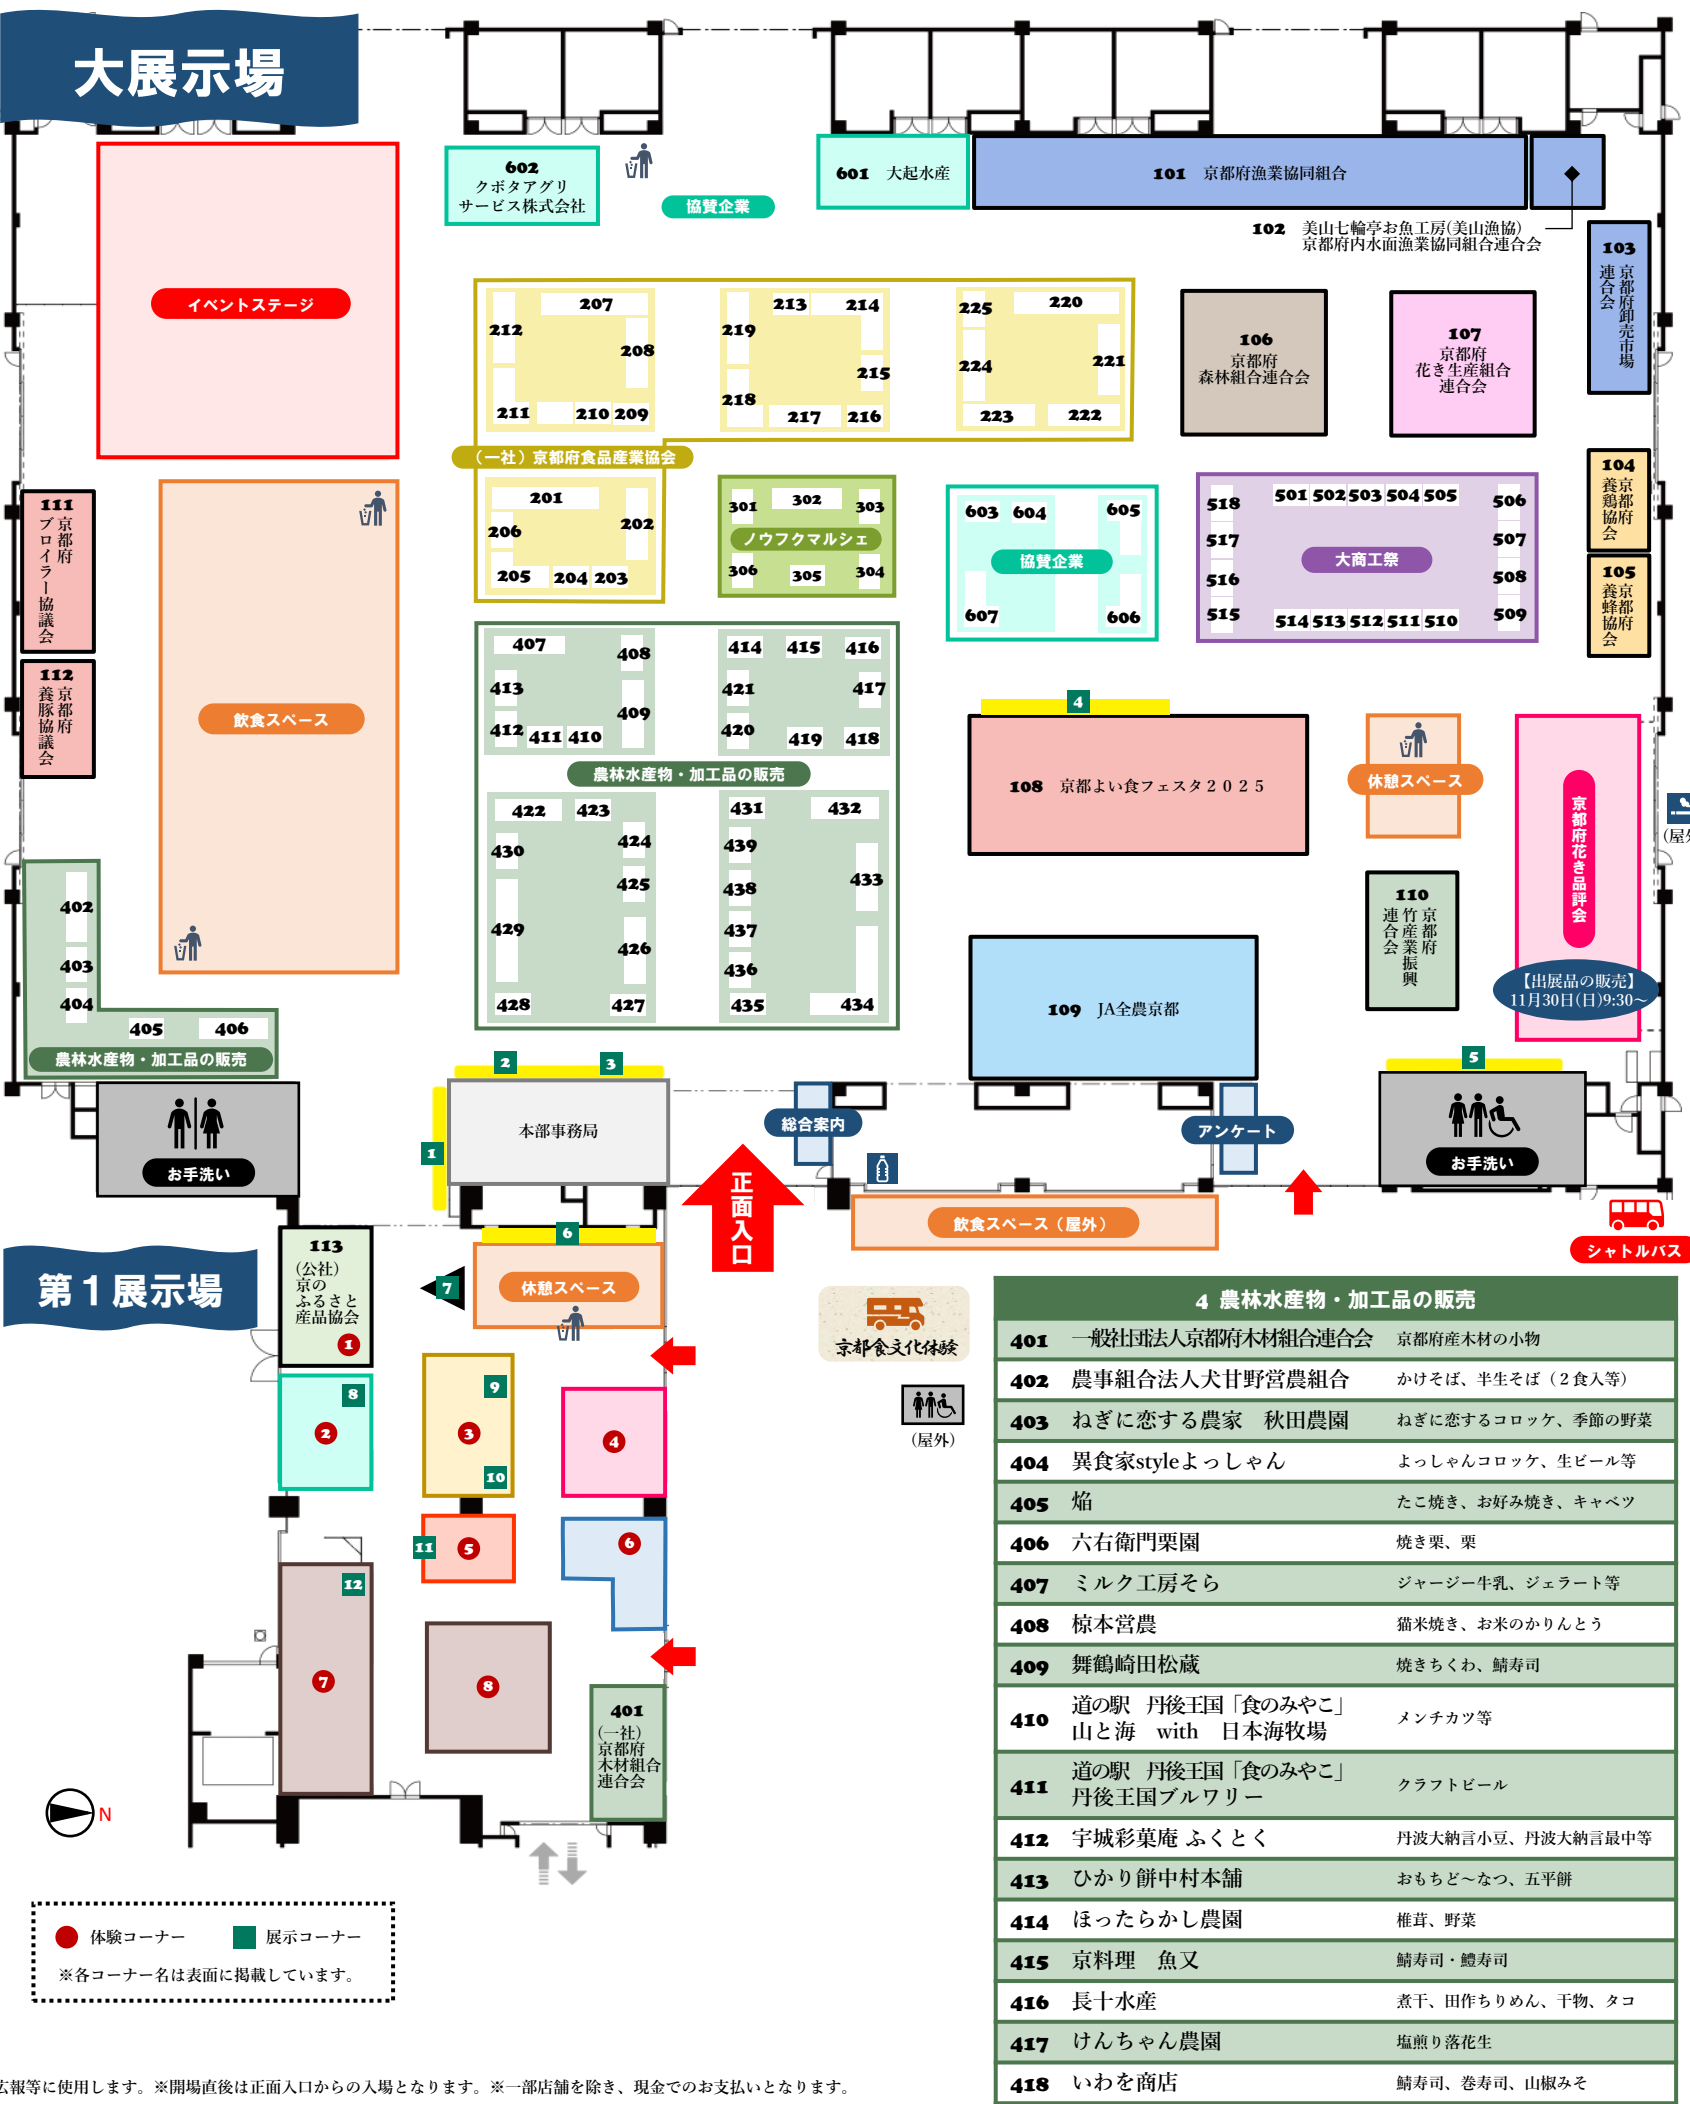 大展示場
602
クボタアグリ
サービス株式会社
協賛企業
601 大起水産
101 京都府漁業協同組合
102 美山七輪亭お魚工房(美山漁協)
京都府内水面漁業協同組合連合会
103
京都府卸売市場
連合会
イベントステージ
207
212
208
211
210
209
213
214
219
215
218
217
216
225
220
224
221
223
222
106
京都府
森林組合連合会
107
京都府
花き生産組合
連合会
(一社)京都府食品産業協会
201
206
202
205
204
203
301
302
303
ノウフクマルシェ
306
305
304
603
604
605
協賛企業
607
606
518
501
502
503
504
505
506
517
507
大商工祭
516
508
515
514
513
512
511
510
509
104
京都府
養鶏協会
105
京都府
養蜂協会
111
京都府
ブロイラー協議会
112
京都府
養豚協議会
飲食スペース
407
408
413
409
412
411
410
414
415
416
421
417
420
419
418
農林水産物・加工品の販売
422
423
424
430
425
429
426
428
427
431
432
439
438
433
437
436
435
434
4
108 京都よい食フェスタ2025
休憩スペース
京都府花き品評会
(屋外
110
京都府
竹産業振興
連合会
【出展品の販売】
11月30日(日)9:30~
109 JA全農京都
402
403
404
405
406
農林水産物・加工品の販売
お手洗い
2
3
1
本部事務局
総合案内
アンケート
5
お手洗い
正面入口
飲食スペース(屋外)
シャトルバス
第1展示場
113
(公社)
京の
ふるさと
産品協会
1
6
7
休憩スペース
8
2
9
3
10
4
11
5
6
12
7
8
401
(一社)
京都府
木材組合
連合会
京都食文化体験
(屋外)
N
体験コーナー 展示コーナー
※各コーナー名は表面に掲載しています。
4 農林水産物・加工品の販売
401 一般社団法人京都府木材組合連合会 京都府産木材の小物
402 農事組合法人犬甘野営農組合 かけそば、半生そば(2食入等)
403 ねぎに恋する農家 秋田農園 ねぎに恋するコロッケ、季節の野菜
404 異食家styleよっしゃん よっしゃんコロッケ、生ビール等
405 焔 たこ焼き、お好み焼き、キャベツ
406 六右衛門栗園 焼き栗、栗
407 ミルク工房そら ジャージー牛乳、ジェラート等
408 椋本営農 猫米焼き、お米のかりんとう
409 舞鶴崎田松蔵 焼きちくわ、鯖寿司
410 道の駅 丹後王国「食のみやこ」
山と海 with 日本海牧場 メンチカツ等
411 道の駅 丹後王国「食のみやこ」
丹後王国ブルワリー クラフトビール
412 宇城彩菓庵 ふくとく 丹波大納言小豆、丹波大納言最中等
413 ひかり餅中村本舗 おもちど~なつ、五平餅
414 ほったらかし農園 椎茸、野菜
415 京料理 魚又 鯖寿司・鱧寿司
416 長十水産 煮干、田作ちりめん、干物、タコ
417 けんちゃん農園 塩煎り落花生
418 いわを商店 鯖寿司、巻寿司、山椒みそ
広報等に使用します。※開場直後は正面入口からの入場となります。※一部店舗を除き、現金でのお支払いとなります。